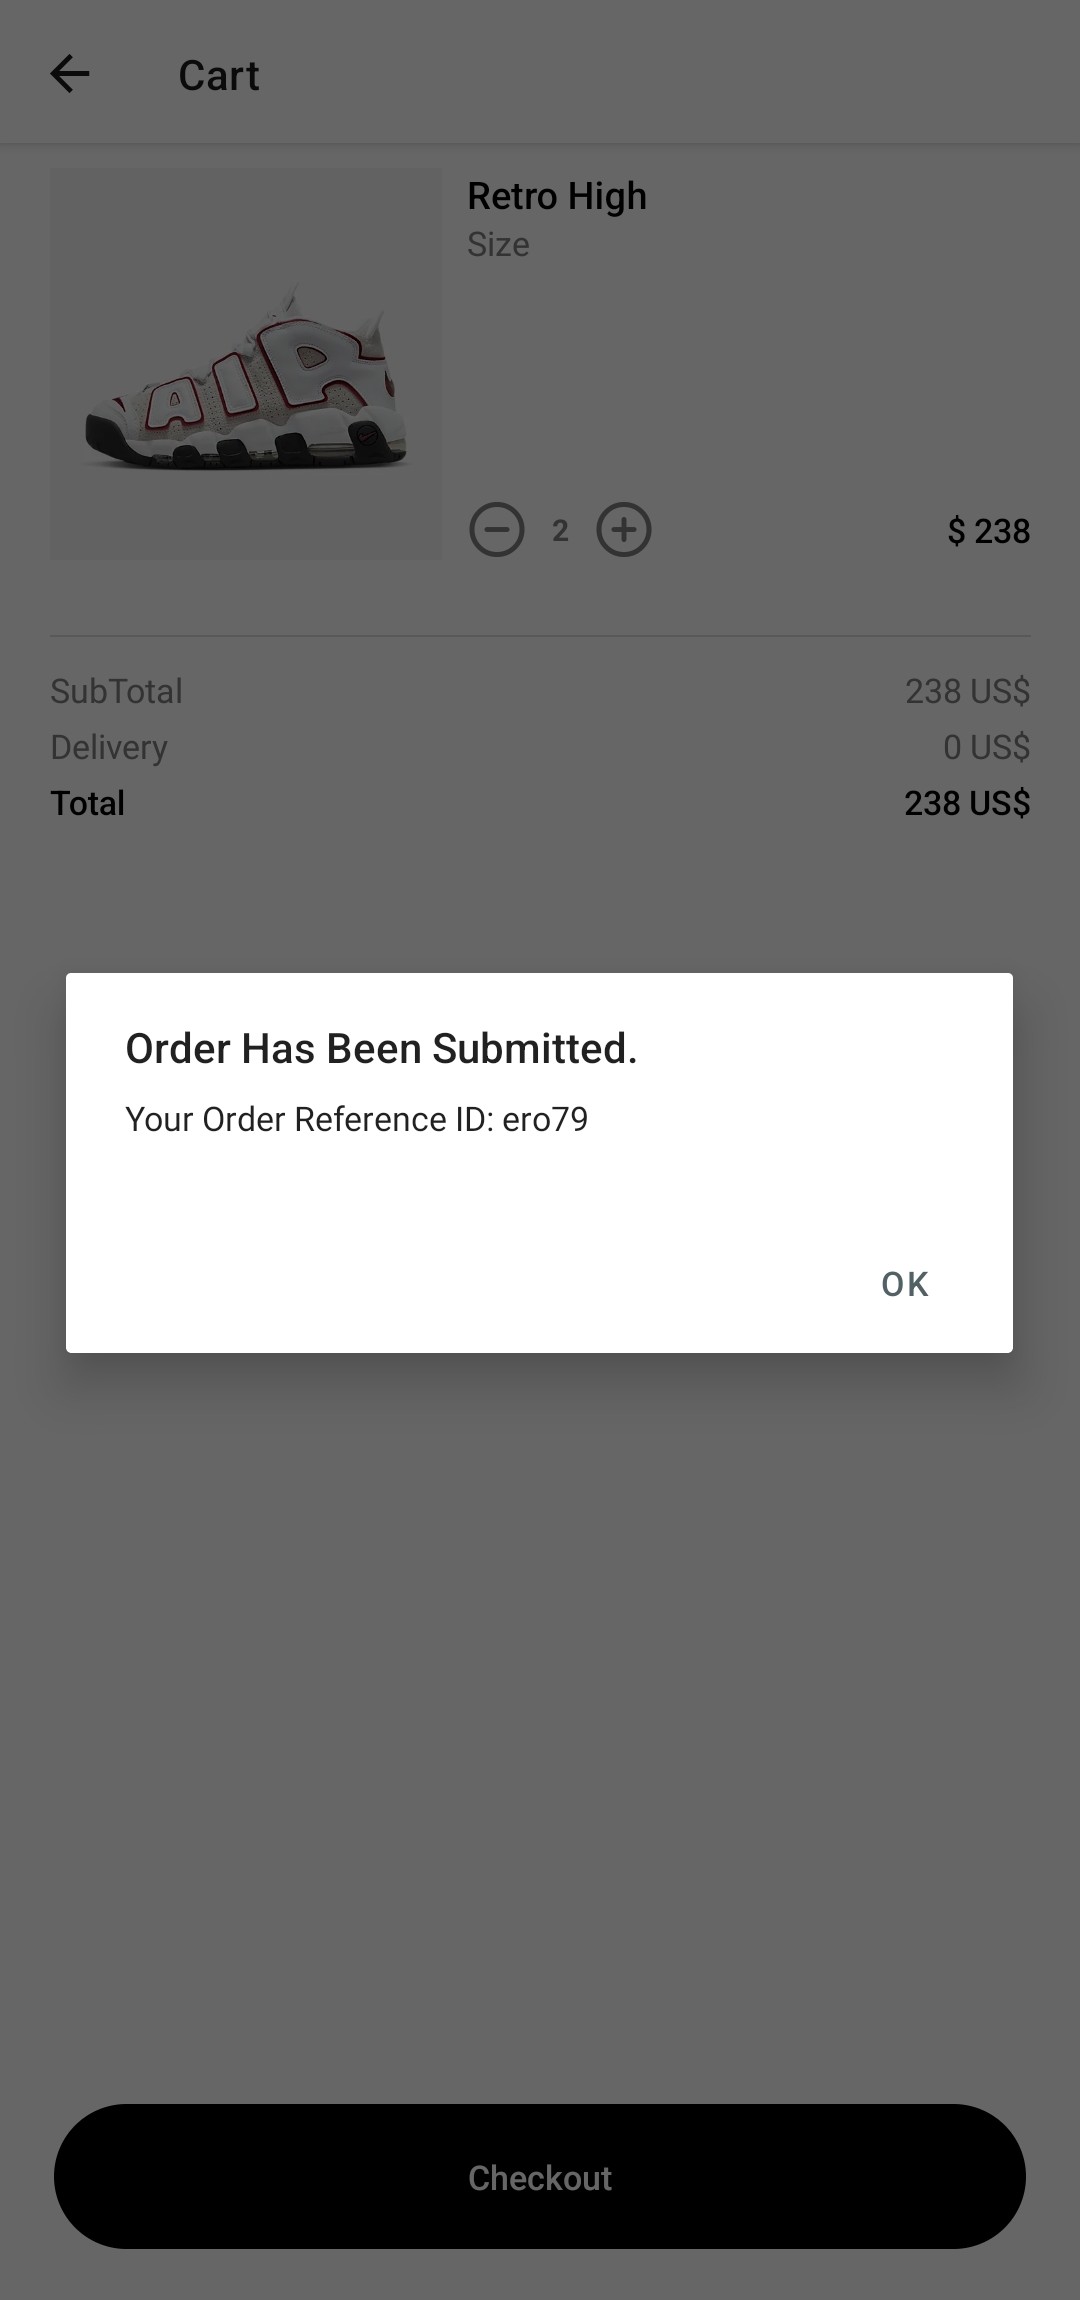 Cart
Retro High
Size
AIR
2
$ 238
SubTotal 238 US$
Delivery 0 US$
Total 238 US$
Order Has Been Submitted.
Your Order Reference ID: ero79
OK
Checkout